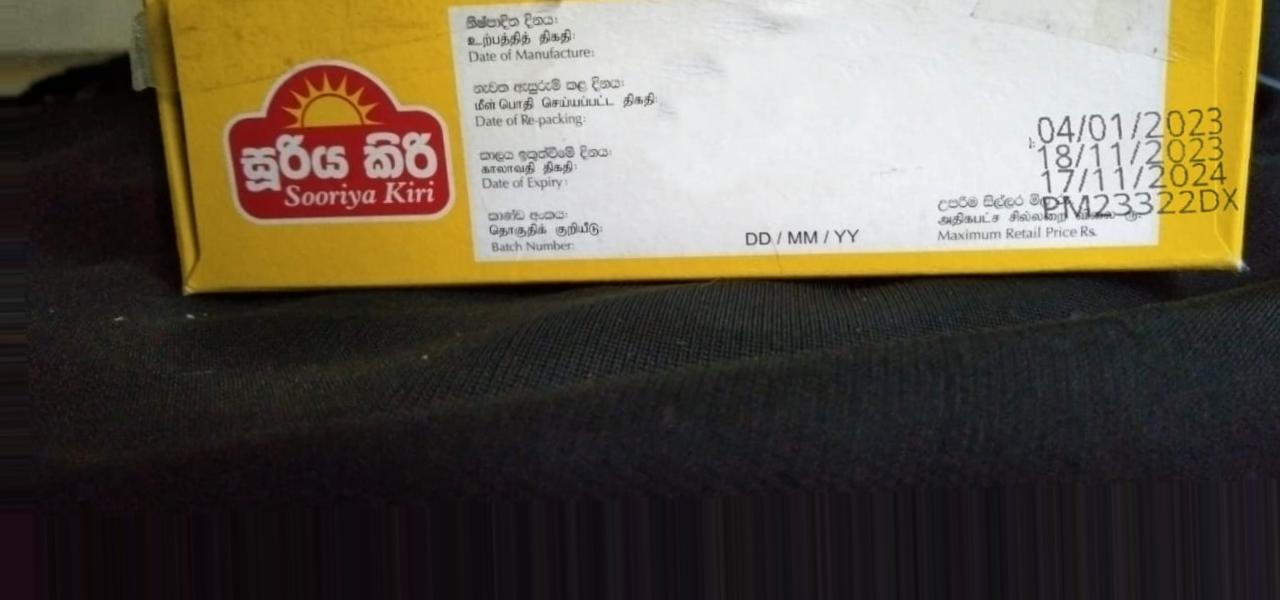 නිෂ්පාදිත දිනය:
உற்பத்தித் திகதி:
Date of Manufacture:
නැවත ඇසුරුම් කළ දිනය:
மீள் பொதி செய்யப்பட்ட திகதி:
Date of Re-packing:
කාලය ඉකුත්වීමේ දිනය:
காலாவதி திகதி:
Date of Expiry:
කාණ්ඩ අංකය:
தொகுதிக் குறியீடு:
Batch Number:
සූරිය කිරි
Sooriya Kiri
DD / MM / YY
04/01/2023
18/11/2023
17/11/2024
PM23322DX
උපරිම සිල්ලර
அதிகபட்ச சில்லறை விலை ரூ.
Maximum Retail Price Rs.